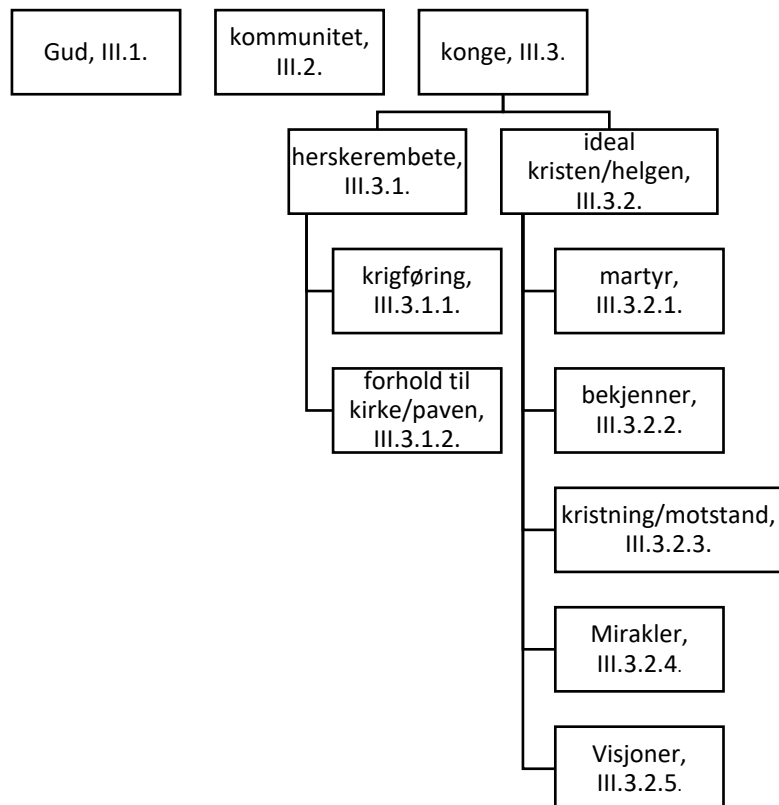 Gud, III.1.
kommunitet,
III.2.
konge, III.3.
herskerembete,
III.3.1.
ideal
kristen/helgen,
III.3.2.
krigføring,
III.3.1.1.
martyr,
III.3.2.1.
forhold til
kirke/paven,
III.3.1.2.
bekjenner,
III.3.2.2.
kristning/motstand,
III.3.2.3.
Mirakler,
III.3.2.4.
Visjoner,
III.3.2.5.